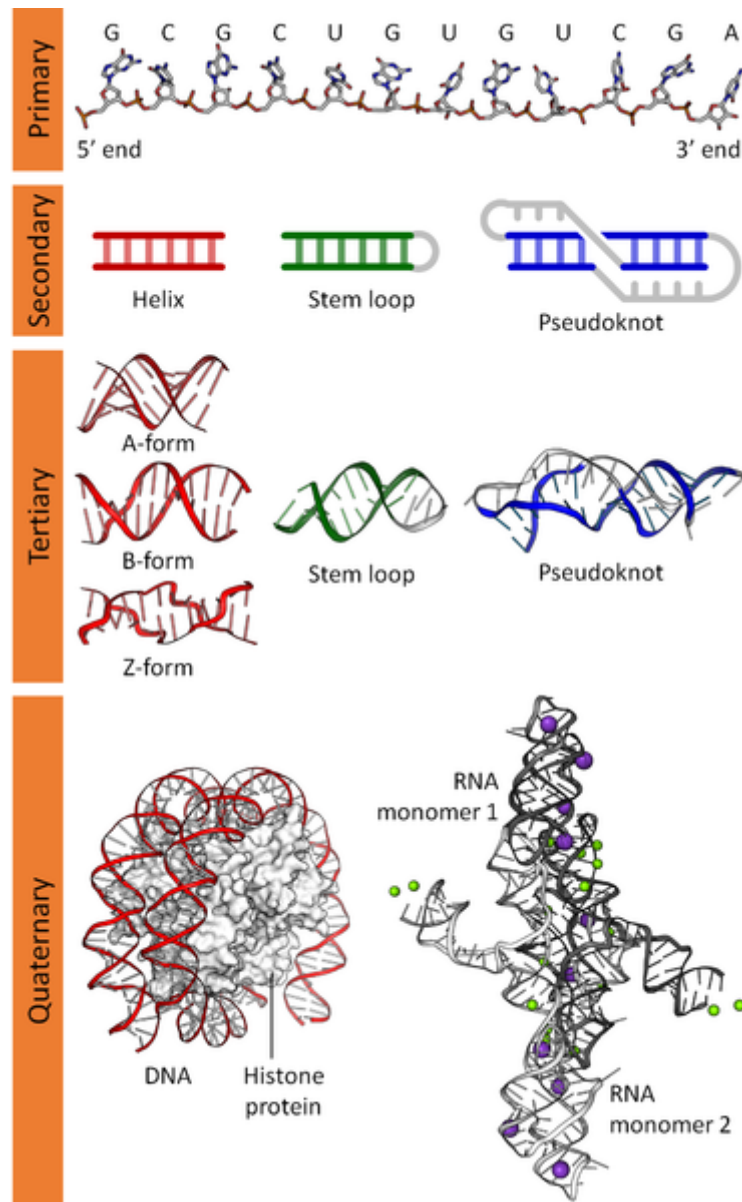 Primary
G C G C U G U G U C G A
5’ end
3’ end
Secondary
Helix
Stem loop
Pseudoknot
Tertiary
A-form
B-form
Z-form
Stem loop
Pseudoknot
Quaternary
DNA
Histone
protein
RNA
monomer 1
RNA
monomer 2